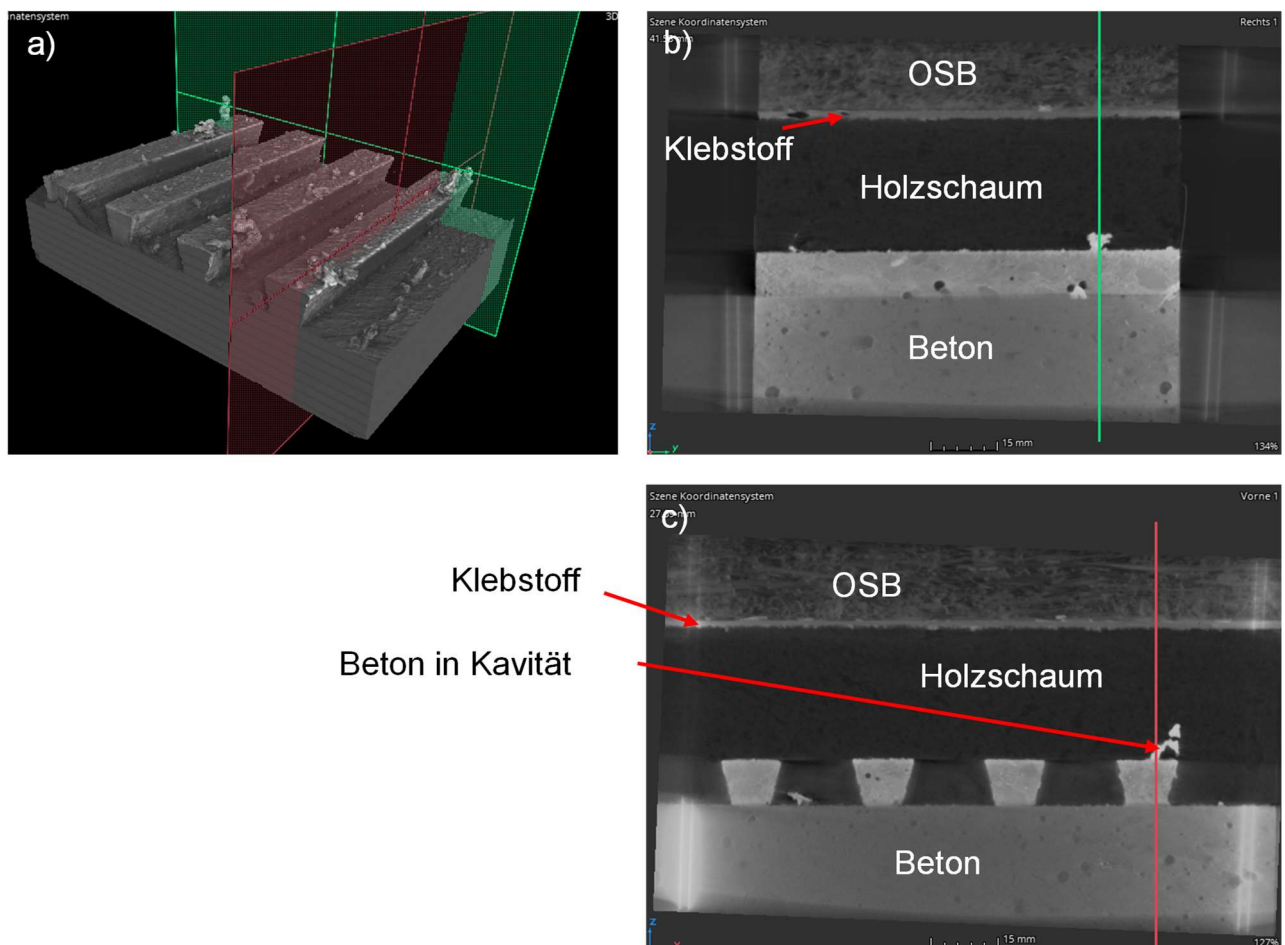 inatensystem
3D
a)
Szene Koordinatensystem
Rechts 1
b)
OSB
Klebstoff
Holzschaum
Beton
z
y
15 mm
134%
Szene Koordinatensystem
Vorne 1
c)
Klebstoff
OSB
Beton in Kavität
Holzschaum
Beton
z
15 mm
127%